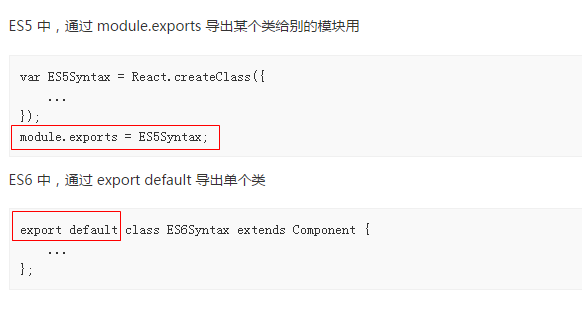 ES5 中，通过 module.exports 导出某个类给别的模块用
var ES5Syntax = React.createClass({
...
});
module.exports = ES5Syntax;
ES6 中，通过 export default 导出单个类
export default class ES6Syntax extends Component {
...
};